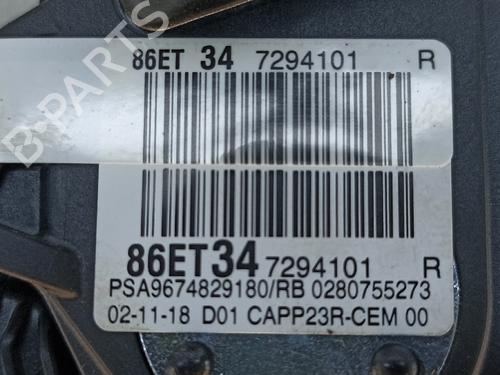 86ET 34 7294101 R
86ET34 7294101 R
PSA9674829180/RB 0280755273
02-11-18 D01 CAPP23R-CEM 00
B-Parts